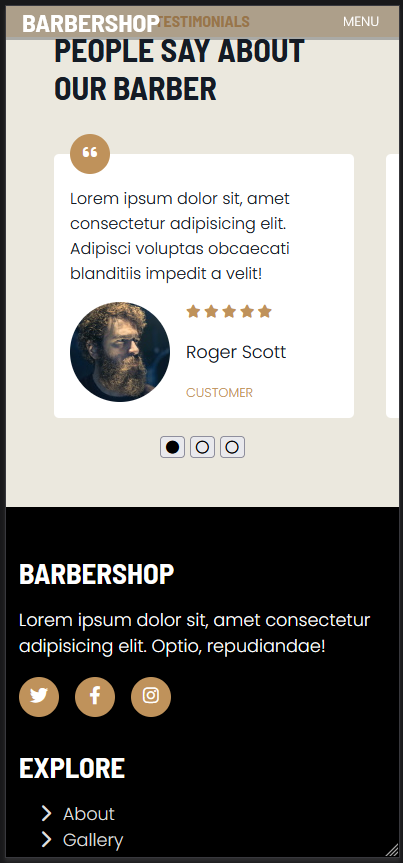 BARBERSHOP
TESTIMONIALS
MENU
PEOPLE SAY ABOUT
OUR BARBER
Lorem ipsum dolor sit, amet
consectetur adipisicing elit.
Adipisci voluptas obcaecati
blanditiis impedit a velit!
Roger Scott
CUSTOMER
BARBERSHOP
Lorem ipsum dolor sit, amet consectetur
adipisicing elit. Optio, repudiandae!
EXPLORE
About
Gallery